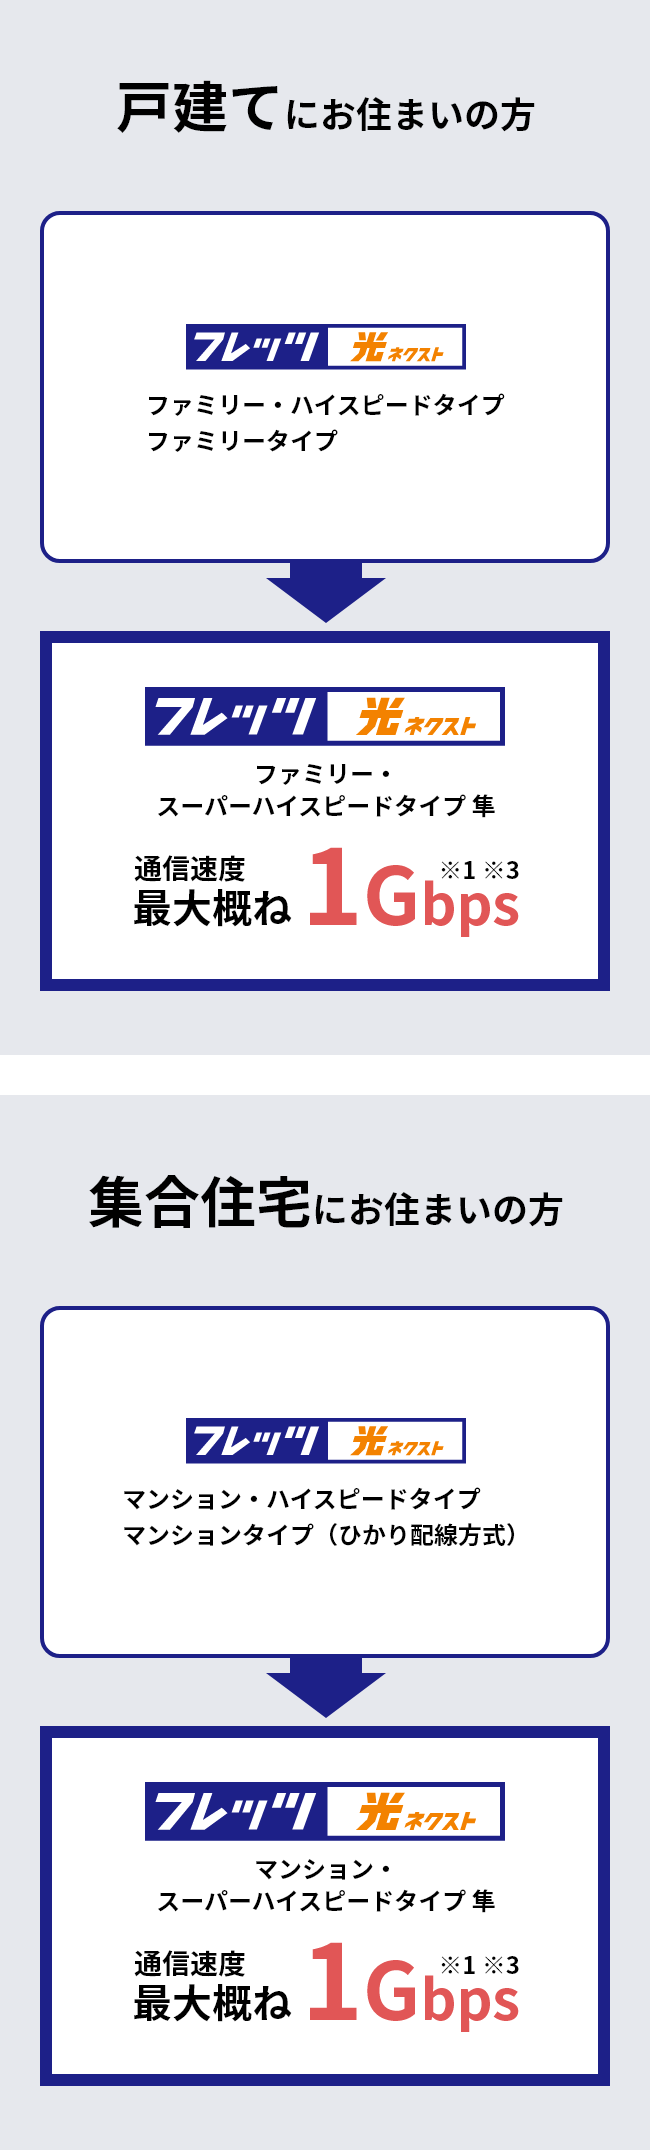 戸建てにお住まいの方
フレッツ 光ネクスト
ファミリー・ハイスピードタイプ
ファミリータイプ
フレッツ 光ネクスト
ファミリー・
スーパーハイスピードタイプ 隼
通信速度
最大概ね 1Gbps ※1 ※3
集合住宅にお住まいの方
フレッツ 光ネクスト
マンション・ハイスピードタイプ
マンションタイプ（ひかり配線方式）
フレッツ 光ネクスト
マンション・
スーパーハイスピードタイプ 隼
通信速度
最大概ね 1Gbps ※1 ※3